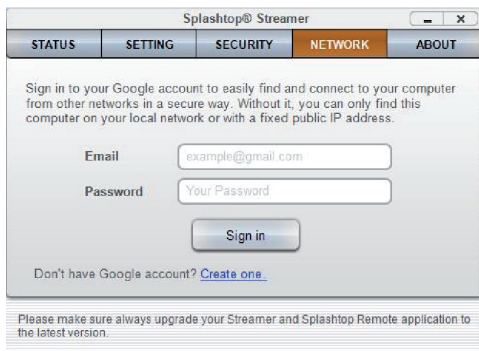 Splashtop® Streamer
STATUS SETTING SECURITY NETWORK ABOUT
Sign in to your Google account to easily find and connect to your computer
from other networks in a secure way. Without it, you can only find this
computer on your local network or with a fixed public IP address.
Email example@gmail.com
Password Your Password
Sign in
Don't have Google account? Create one
Please make sure always upgrade your Streamer and Splashtop Remote application to
the latest version.